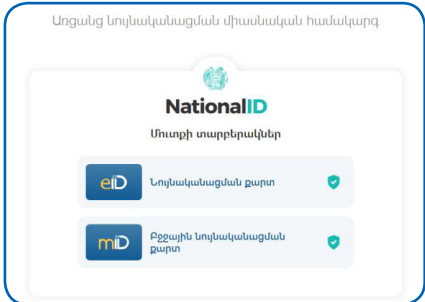 Առցանց նույնականացման միասնական համակարգ
NationalID
Մուտքի տարբերակներ
eID
Նույնականացման քարտ
mID
Բջջային նույնականացման
քարտ